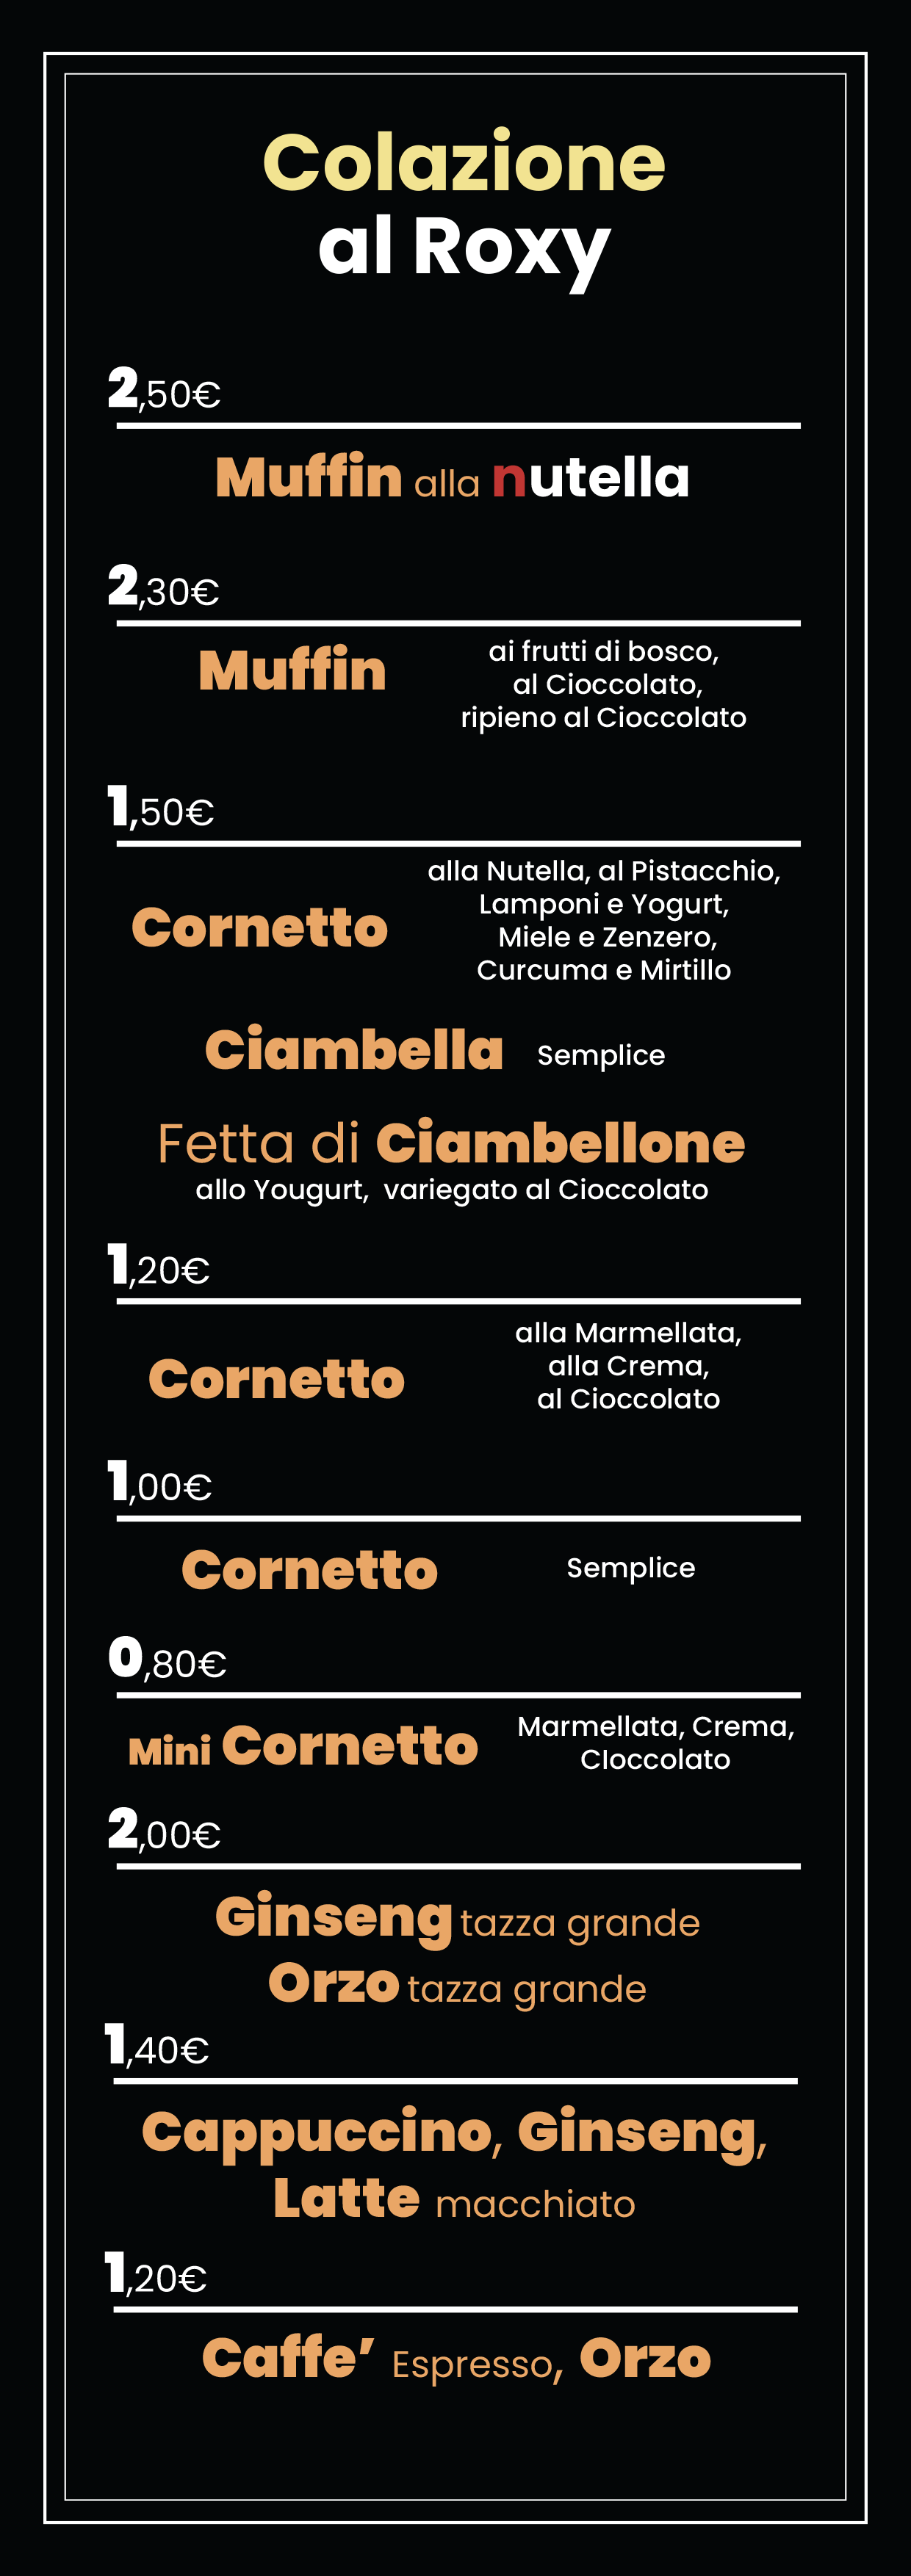 Colazione
al Roxy
2,50€
Muffin alla nutella
2,30€
Muffin
ai frutti di bosco,
al Cioccolato,
ripieno al Cioccolato
1,50€
Cornetto
alla Nutella, al Pistacchio,
Lamponi e Yogurt,
Miele e Zenzero,
Curcuma e Mirtillo
Ciambella Semplice
Fetta di Ciambellone
allo Yougurt, variegato al Cioccolato
1,20€
Cornetto
alla Marmellata,
alla Crema,
al Cioccolato
1,00€
Cornetto Semplice
0,80€
Mini Cornetto
Marmellata, Crema,
CIoccolato
2,00€
Ginseng tazza grande
Orzo tazza grande
1,40€
Cappuccino, Ginseng,
Latte macchiato
1,20€
Caffe’ Espresso, Orzo